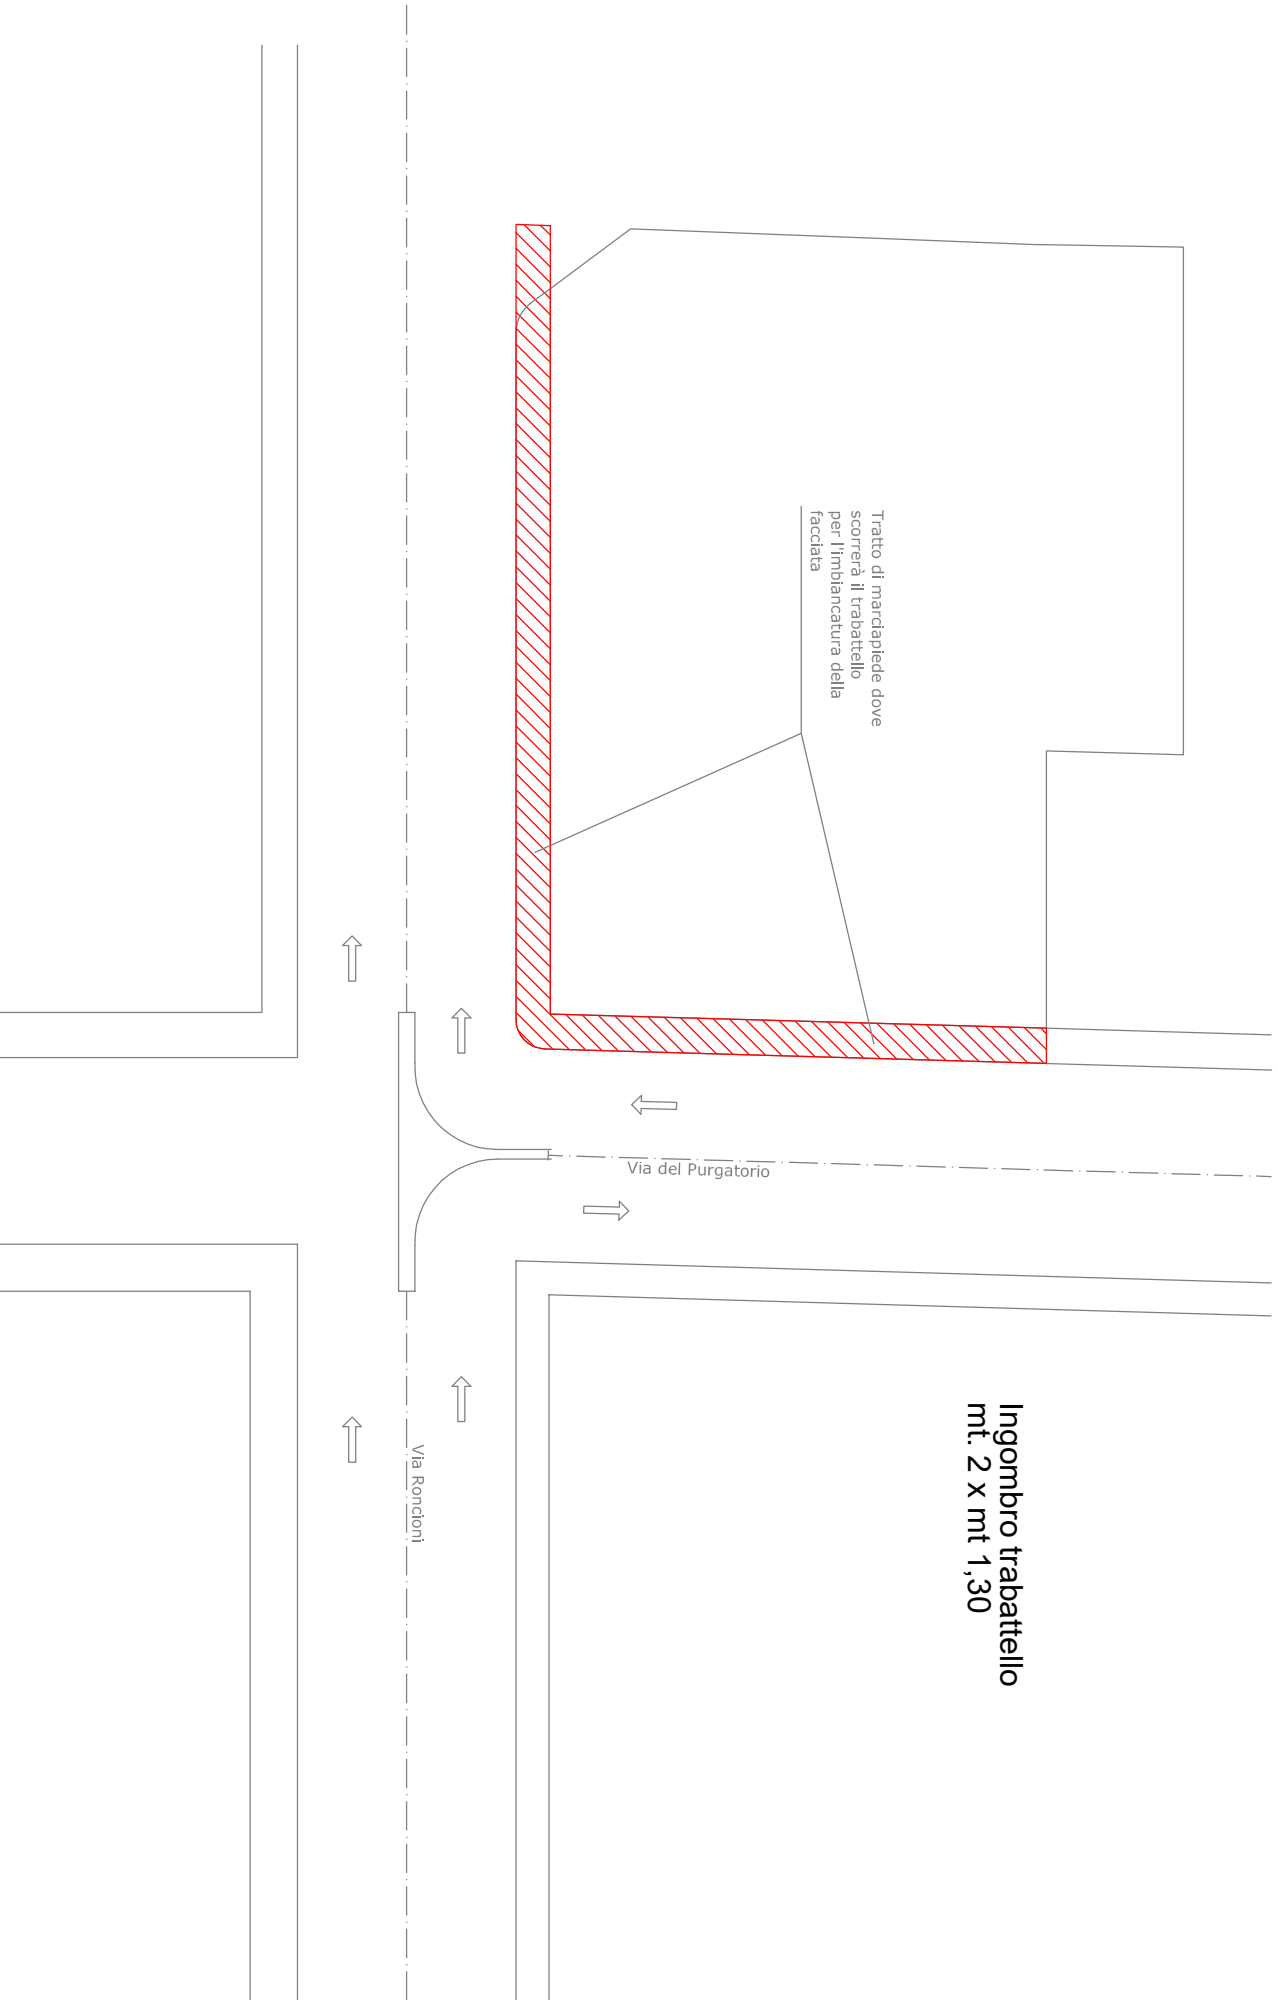 Tratto di marciapiede dove
scorrerà il trabattello
per l'imbiancatura della
facciata
Via del Purgatorio
Via Roncioni
Ingombro trabattello
mt. 2 x mt 1,30